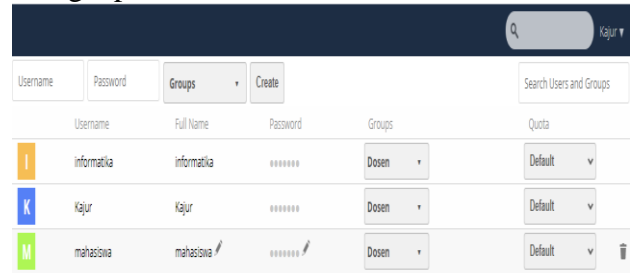 Kajur ▾
Username Password Groups Create Search Users and Groups
Username Full Name Password Groups Quota
I informatika informatika Dosen Default
K Kajur Kajur Dosen Default
M mahasiswa mahasiswa Dosen Default